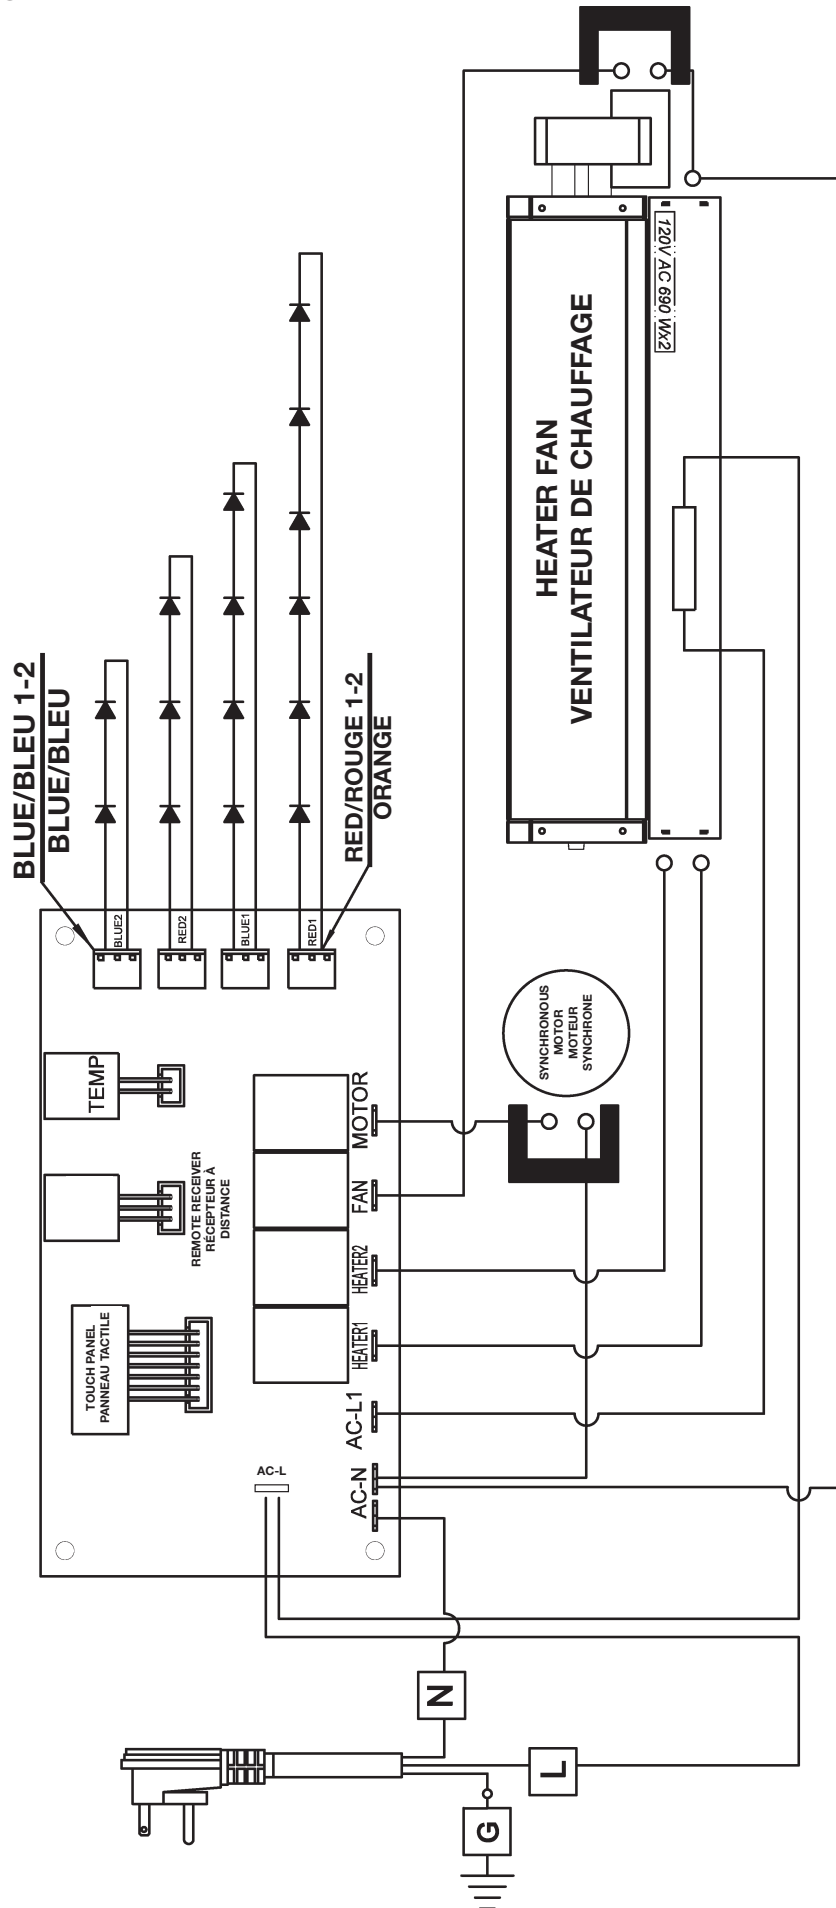 120V AC 690 Wx2
HEATER FAN
VENTILATEUR DE CHAUFFAGE
BLUE/BLEU 1-2
BLUE/BLEU
RED/ROUGE 1-2
ORANGE
BLUE2
RED2
BLUE1
RED1
TEMP
REMOTE RECEIVER
RÉCEPTEUR À
DISTANCE
TOUCH PANEL
PANNEAU TACTILE
SYNCHRONOUS
MOTOR
MOTEUR
SYNCHRONE
MOTOR
FAN
HEATER2
HEATER1
AC-L1
AC-N
AC-L
N
L
G